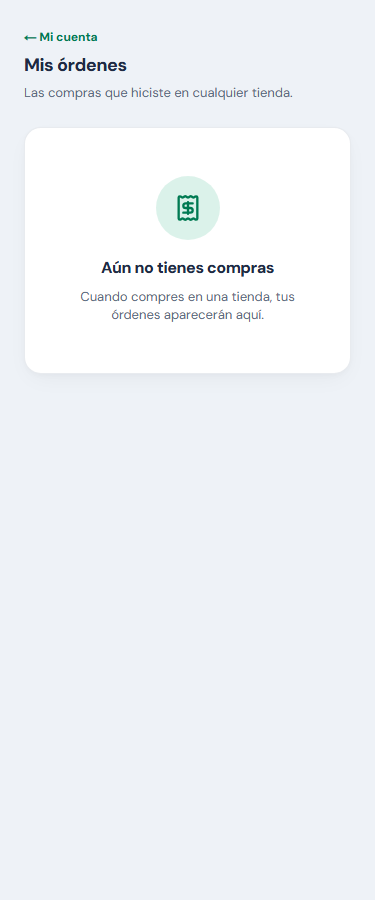 ← Mi cuenta
Mis órdenes
Las compras que hiciste en cualquier tienda.
Aún no tienes compras
Cuando compres en una tienda, tus
órdenes aparecerán aquí.